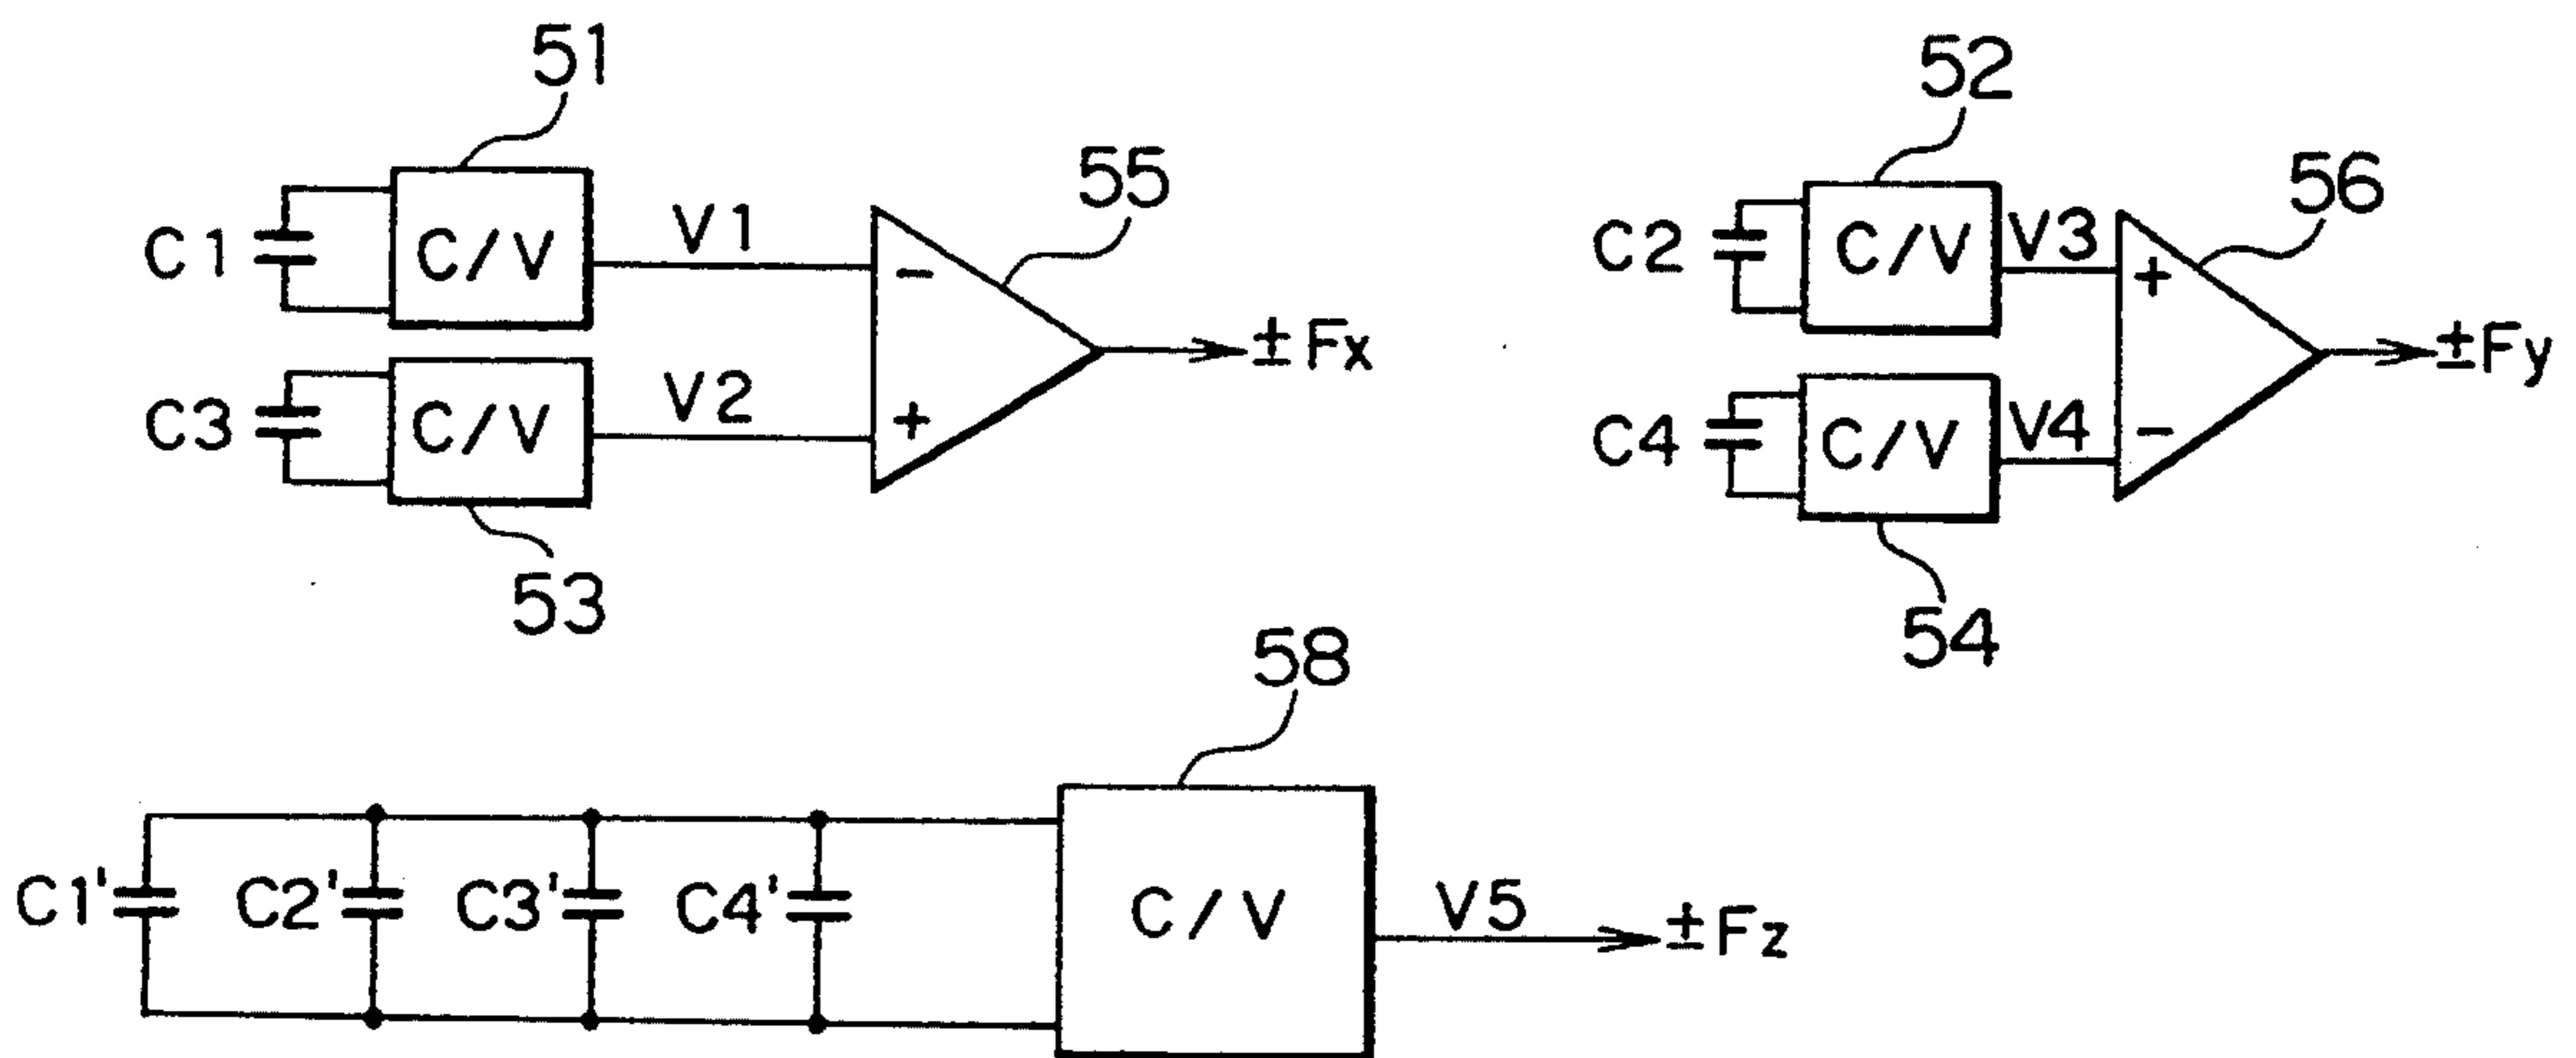 51
C1
C/V
V1
55
-
+
±Fx
C3
C/V
V2
53
52
C2
C/V
V3
56
+
-
±Fy
C4
C/V
V4
54
58
C1'
C2'
C3'
C4'
C/V
V5
±Fz